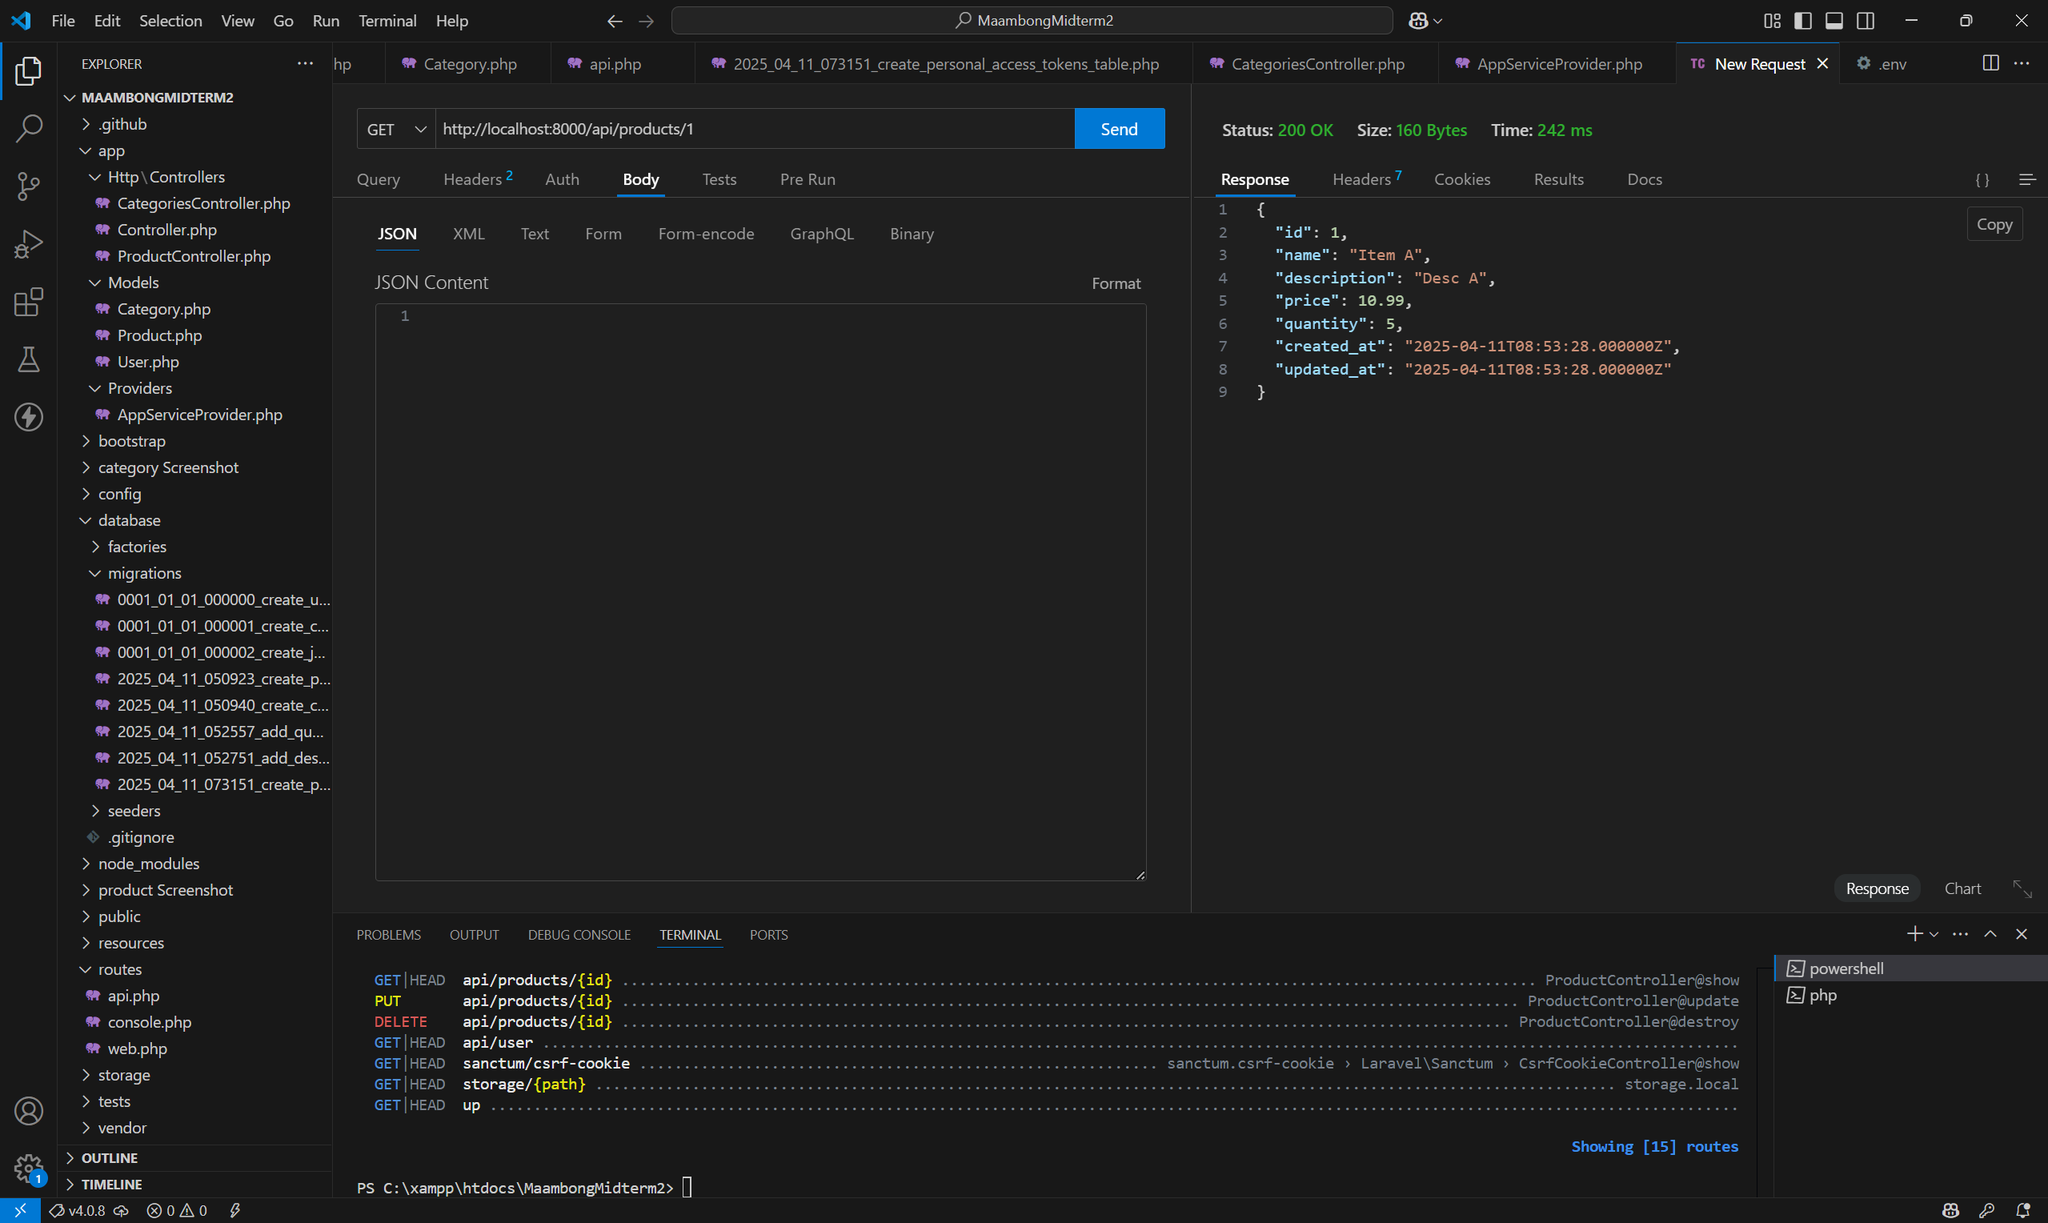 File Edit Selection View Go Run Terminal Help
MaambongMidterm2
EXPLORER
MAAMBONGMIDTERM2
.github
app
Http\Controllers
CategoriesController.php
Controller.php
ProductController.php
Models
Category.php
Product.php
User.php
Providers
AppServiceProvider.php
bootstrap
category Screenshot
config
database
factories
migrations
0001_01_01_000000_create_u...
0001_01_01_000001_create_c...
0001_01_01_000002_create_j...
2025_04_11_050923_create_p...
2025_04_11_050940_create_c...
2025_04_11_052557_add_qu...
2025_04_11_052751_add_des...
2025_04_11_073151_create_p...
seeders
.gitignore
node_modules
product Screenshot
public
resources
routes
api.php
console.php
web.php
storage
tests
vendor
OUTLINE
TIMELINE
hp Category.php api.php 2025_04_11_073151_create_personal_access_tokens_table.php CategoriesController.php AppServiceProvider.php TC New Request .env
GET http://localhost:8000/api/products/1 Send
Query Headers 2 Auth Body Tests Pre Run
JSON XML Text Form Form-encode GraphQL Binary
JSON Content Format
1
Status: 200 OK Size: 160 Bytes Time: 242 ms
Response Headers 7 Cookies Results Docs { }
Copy
1 {
2 "id": 1,
3 "name": "Item A",
4 "description": "Desc A",
5 "price": 10.99,
6 "quantity": 5,
7 "created_at": "2025-04-11T08:53:28.000000Z",
8 "updated_at": "2025-04-11T08:53:28.000000Z"
9 }
Response Chart
PROBLEMS OUTPUT DEBUG CONSOLE TERMINAL PORTS
GET|HEAD api/products/{id} ........ ProductController@show
PUT api/products/{id} ........ ProductController@update
DELETE api/products/{id} ........ ProductController@destroy
GET|HEAD api/user ........
GET|HEAD sanctum/csrf-cookie ........ sanctum.csrf-cookie › Laravel\Sanctum › CsrfCookieController@show
GET|HEAD storage/{path} ........ storage.local
GET|HEAD up ........
Showing [15] routes
PS C:\xampp\htdocs\MaambongMidterm2>
powershell
php
1
v4.0.8 0 0